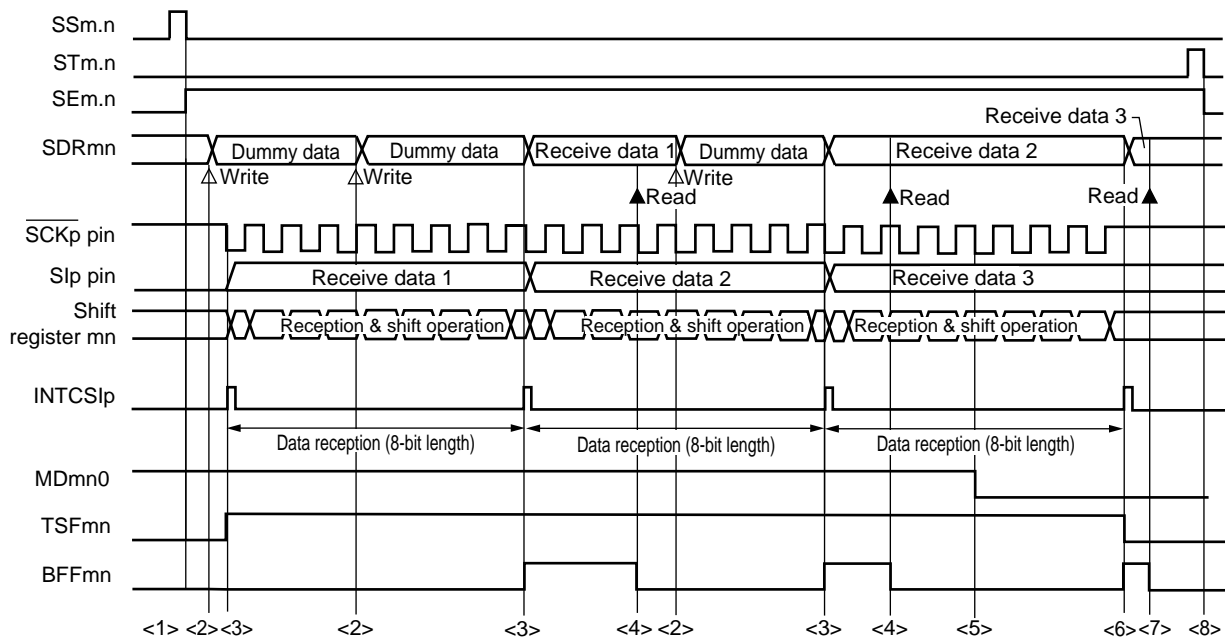 SSm.n
STm.n
SEm.n
Receive data 3
SDRmn
Dummy data Dummy data Receive data 1 Dummy data Receive data 2
Write Write Write
Read Read Read
SCKp pin
SIp pin
Receive data 1 Receive data 2 Receive data 3
Shift
register mn
Reception & shift operation Reception & shift operation Reception & shift operation
INTCSIp
Data reception (8-bit length) Data reception (8-bit length) Data reception (8-bit length)
MDmn0
TSFmn
BFFmn
<1> <2> <3> <2> <3> <4> <2> <3> <4> <5> <6> <7> <8>